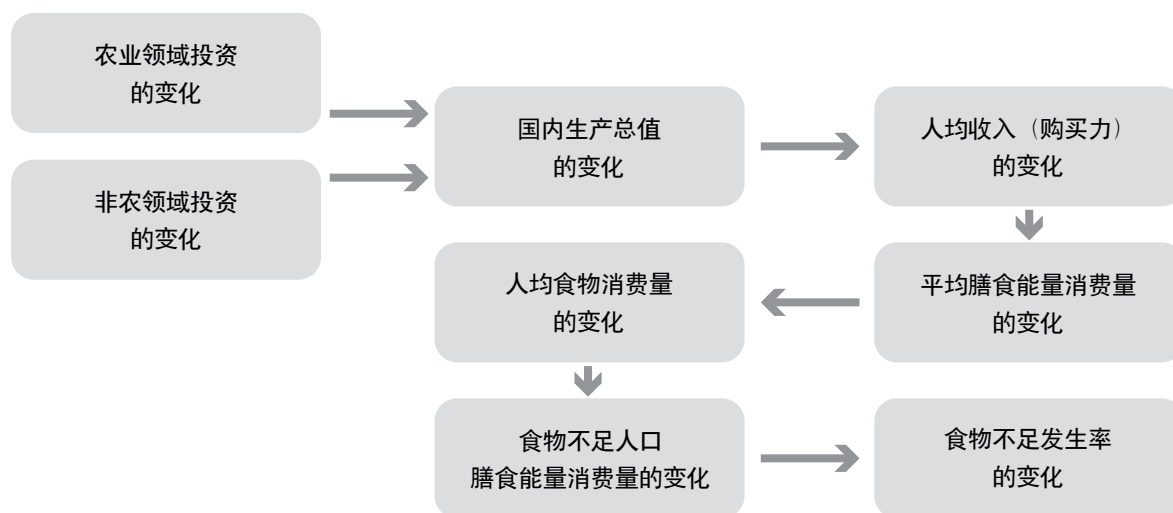 农业领域投资
的变化
非农领域投资
的变化
国内生产总值
的变化
人均收入（购买力）
的变化
平均膳食能量消费量
的变化
人均食物消费量
的变化
食物不足人口
膳食能量消费量的变化
食物不足发生率
的变化